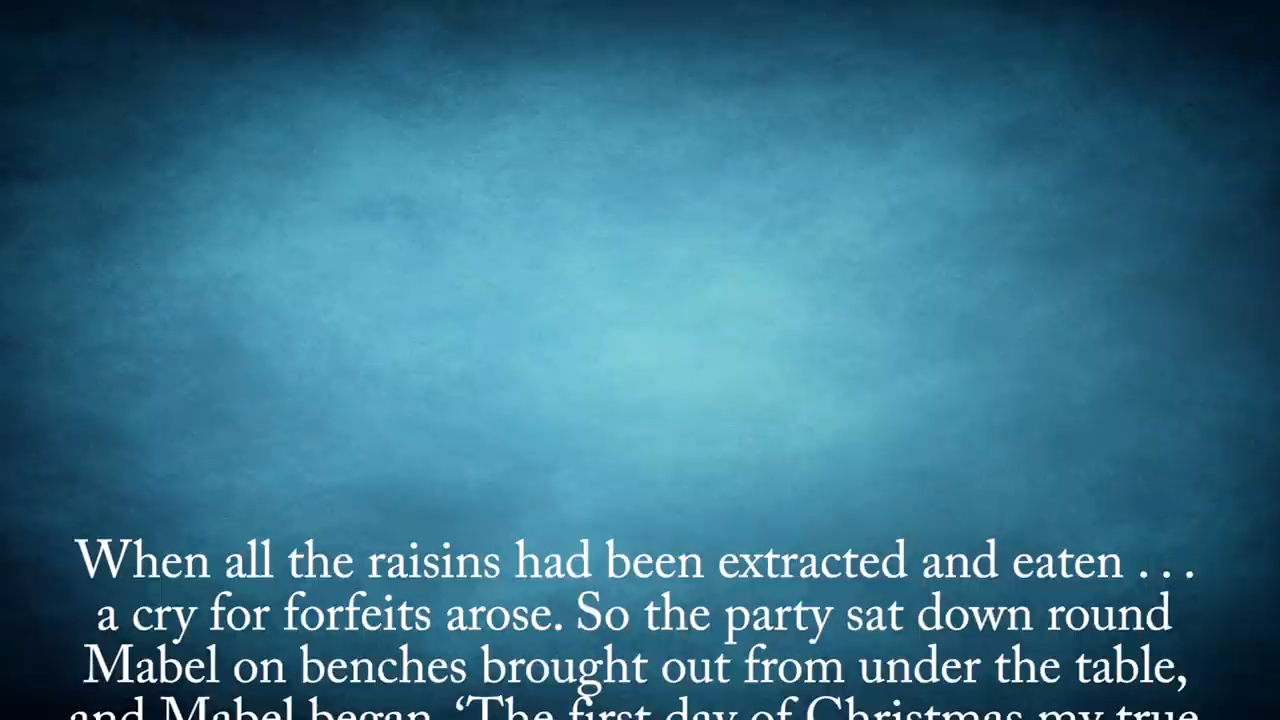 When all the raisins had been extracted and eaten . . .
a cry for forfeits arose. So the party sat down round
Mabel on benches brought out from under the table,
and Mabel began, ‘The first day of Christmas my true